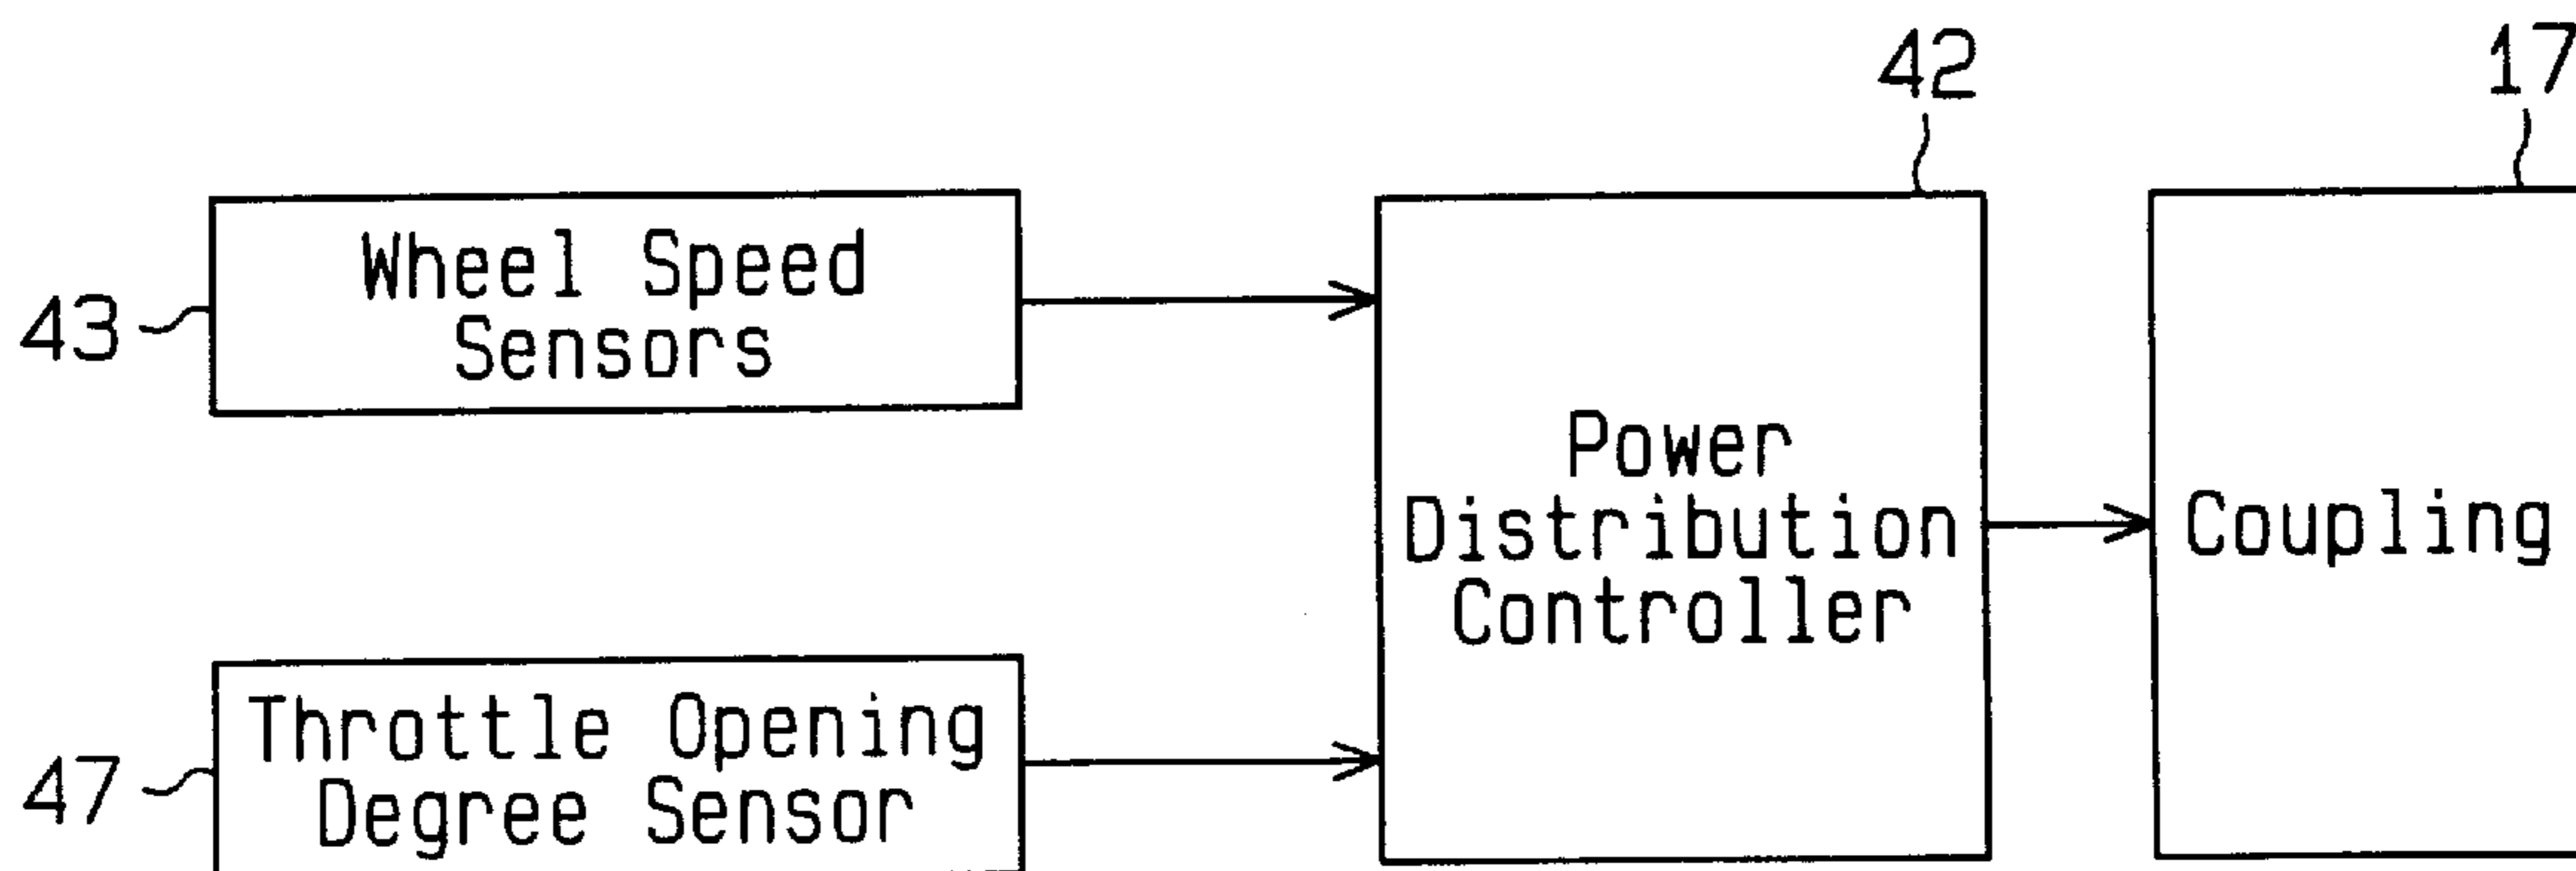 42
17
43
Wheel Speed
Sensors
Power
Distribution
Controller
Coupling
47
Throttle Opening
Degree Sensor